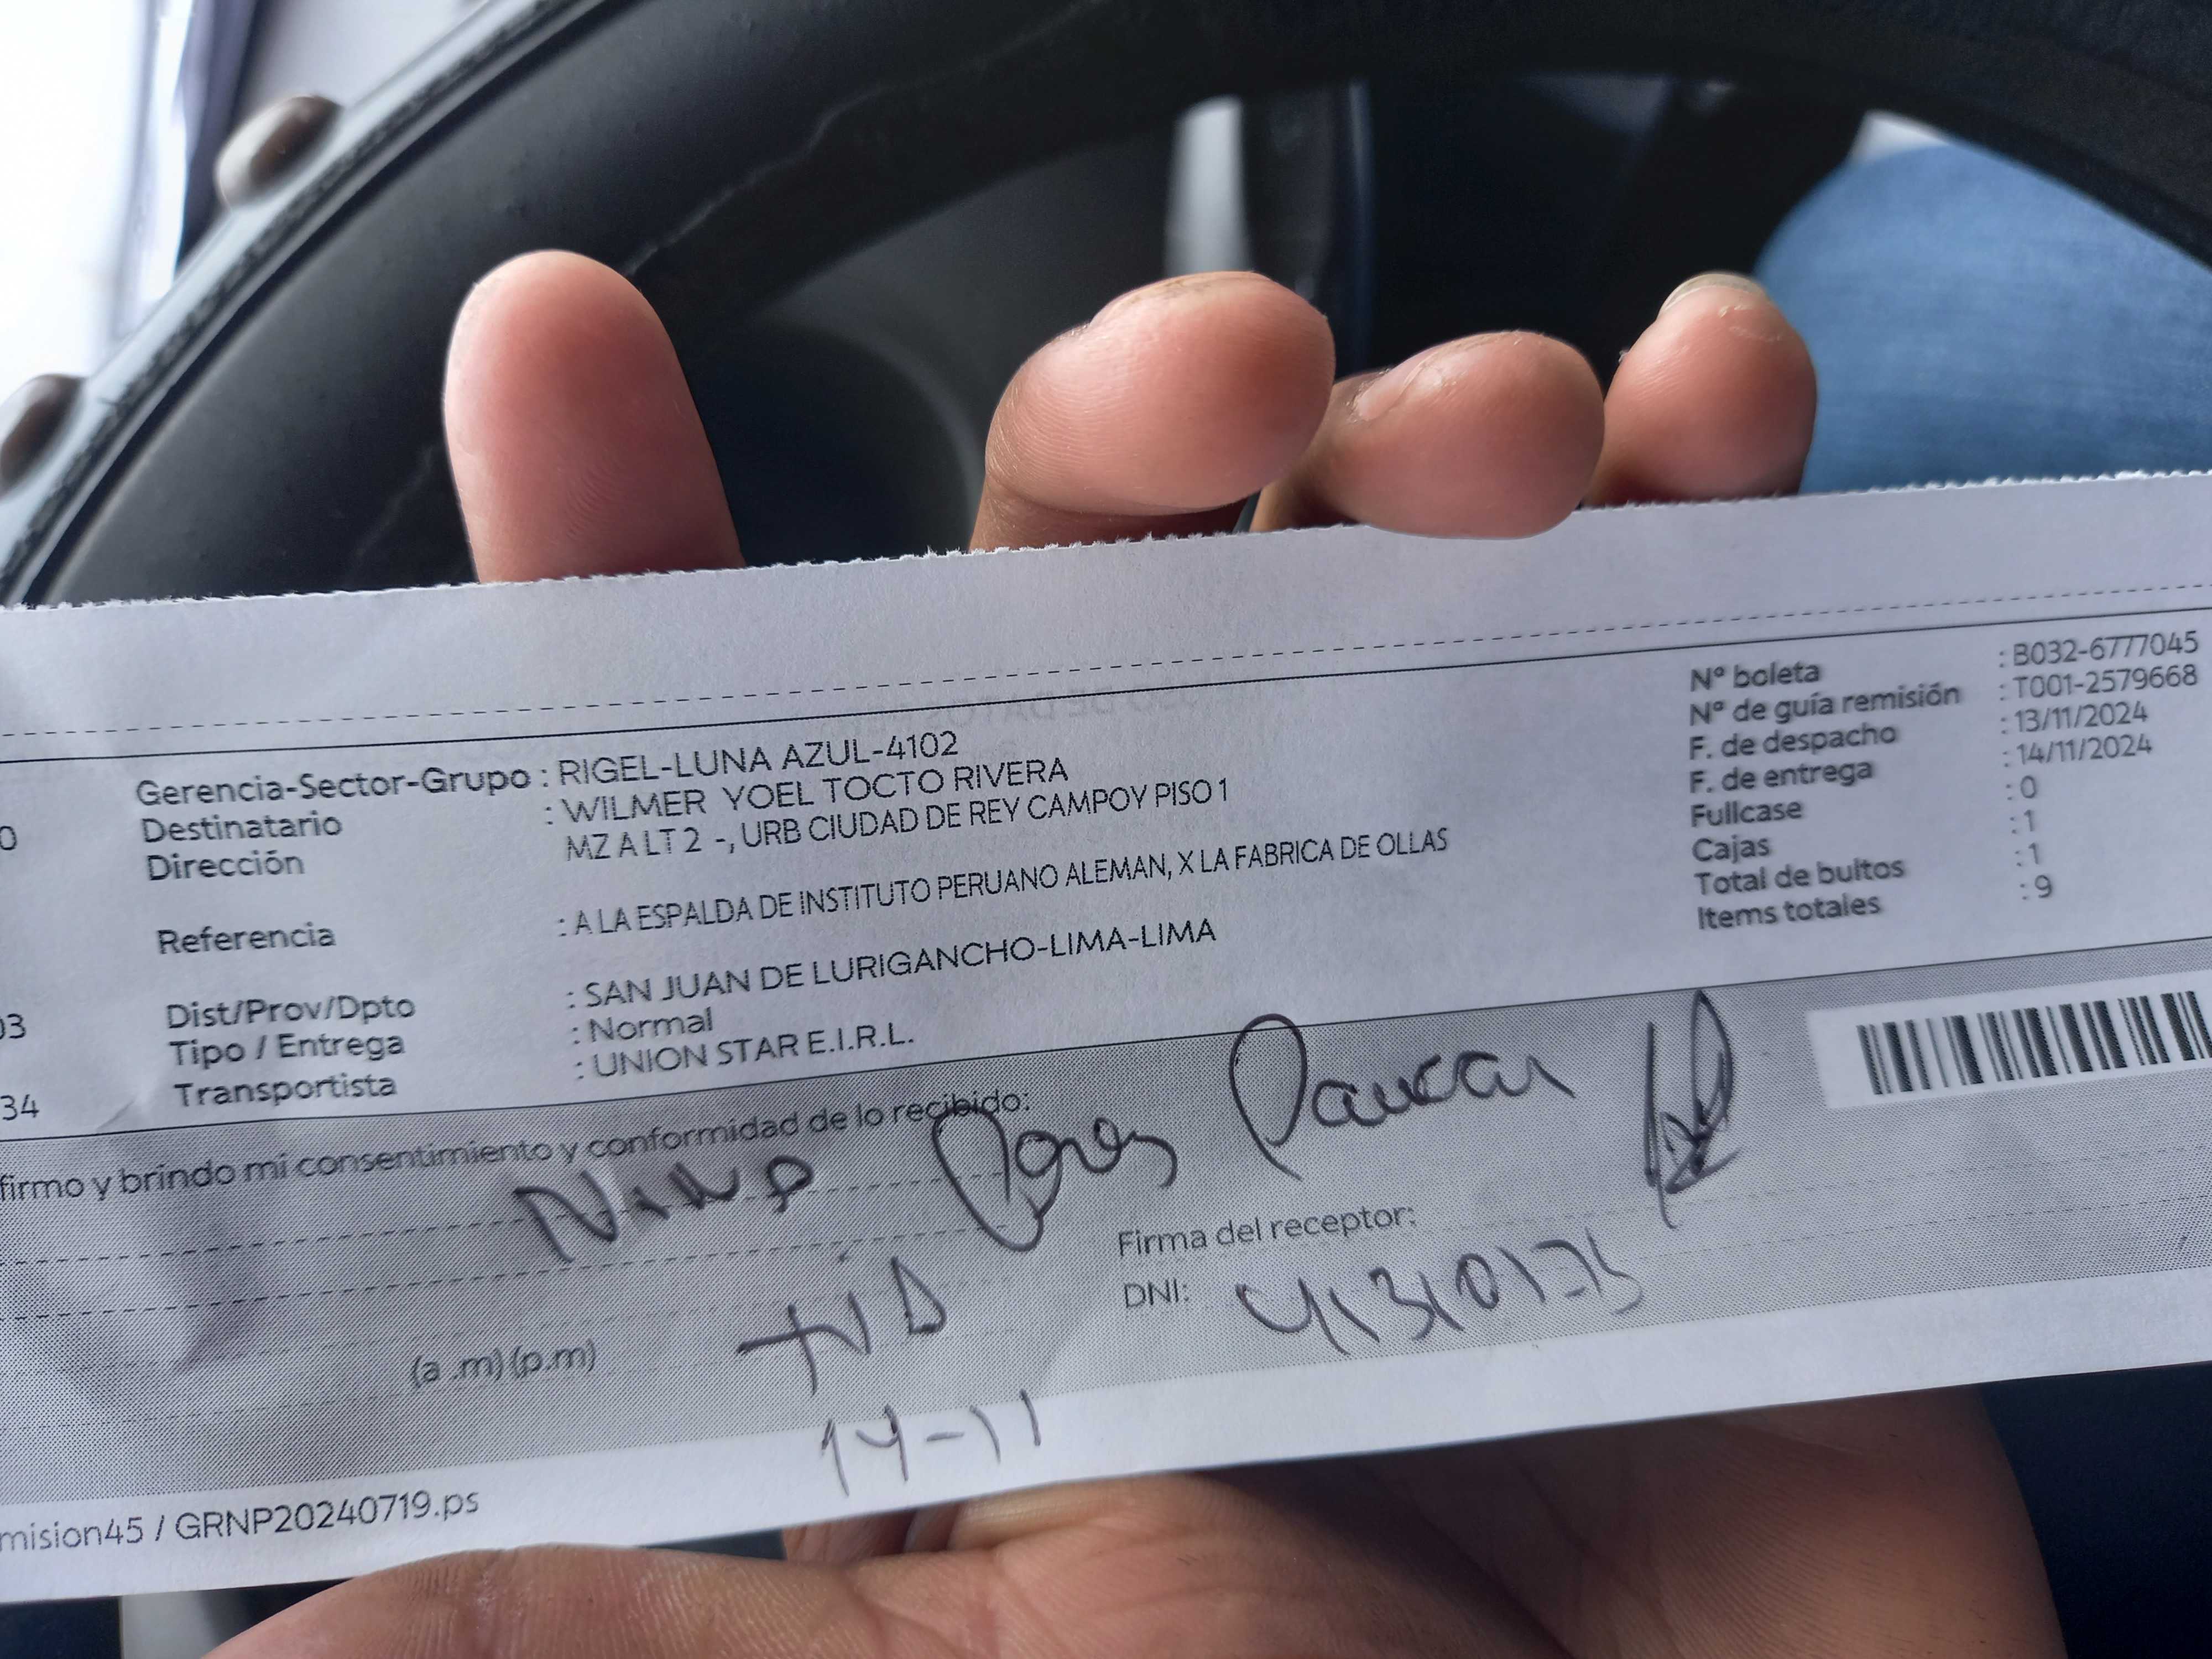 Gerencia-Sector-Grupo : RIGEL-LUNA AZUL-4102
Destinatario : WILMER YOEL TOCTO RIVERA
Dirección MZ A LT 2 -, URB CIUDAD DE REY CAMPOY PISO 1
Referencia : A LA ESPALDA DE INSTITUTO PERUANO ALEMAN, X LA FABRICA DE OLLAS
Dist/Prov/Dpto : SAN JUAN DE LURIGANCHO-LIMA-LIMA
Tipo / Entrega : Normal
Transportista : UNION STAR E.I.R.L.
Nº boleta : B032-6777045
Nº de guía remisión : T001-2579668
F. de despacho : 13/11/2024
F. de entrega : 14/11/2024
Fullcase : 0
Cajas : 1
Total de bultos : 1
Items totales : 9
0
03
34
firmo y brindo mi consentimiento y conformidad de lo recibido:
Paucar
Firma del receptor:
DNI:
(a .m) (p.m)
14-11
mision45 / GRNP20240719.ps